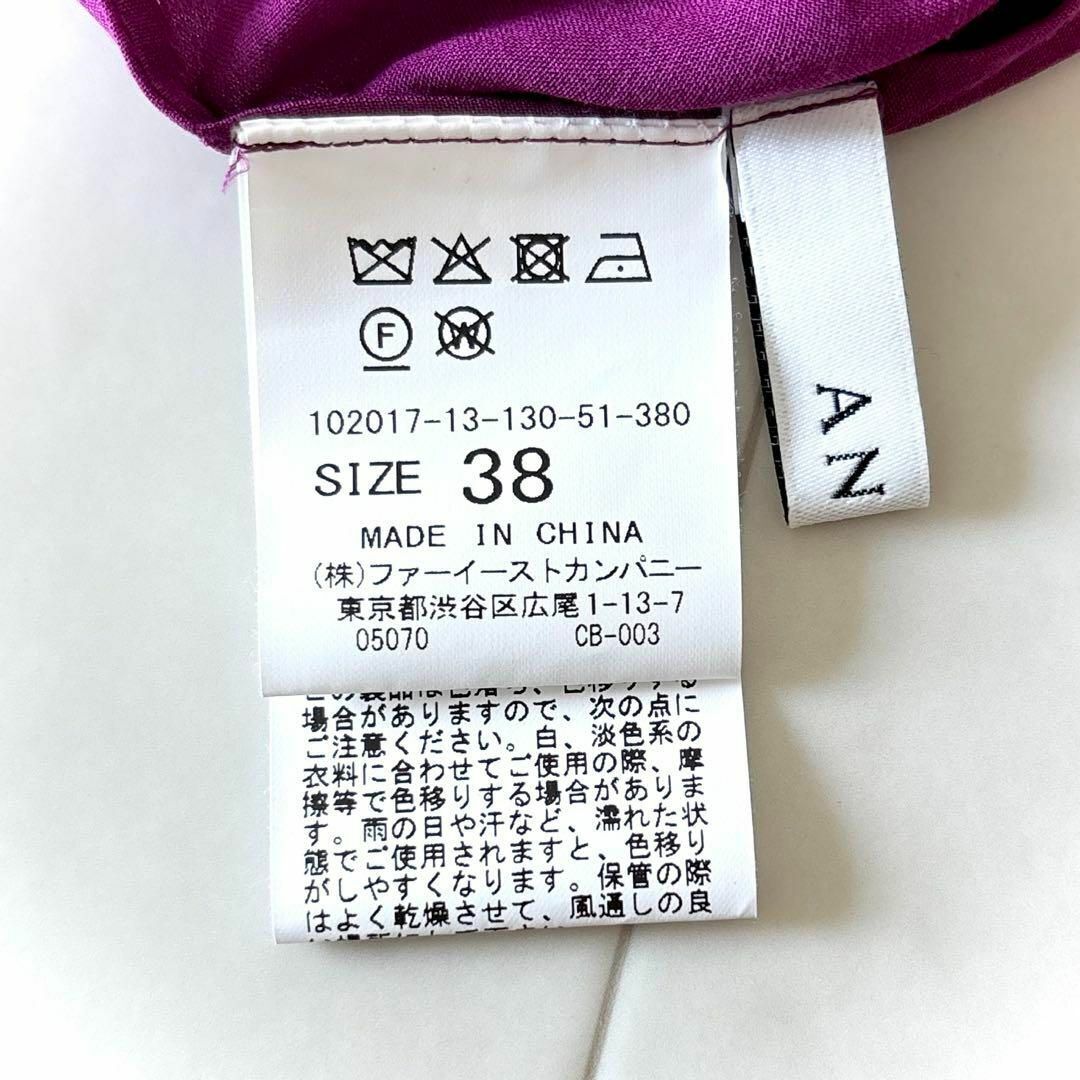 F
W
102017-13-130-51-380
SIZE 38
MADE IN CHINA
(株)ファーイーストカンパニー
東京都渋谷区広尾1-13-7
05070 CB-003
場合がありますので、次の点に
ご注意ください。白、淡色系の
衣料に合わせてご使用の際、摩
擦等で色移りする場合がありま
す。雨の日や汗など、濡れた状
態でご使用されますと、色移り
がしやすくなります。保管の際
はよく乾燥させて、風通しの良
AN